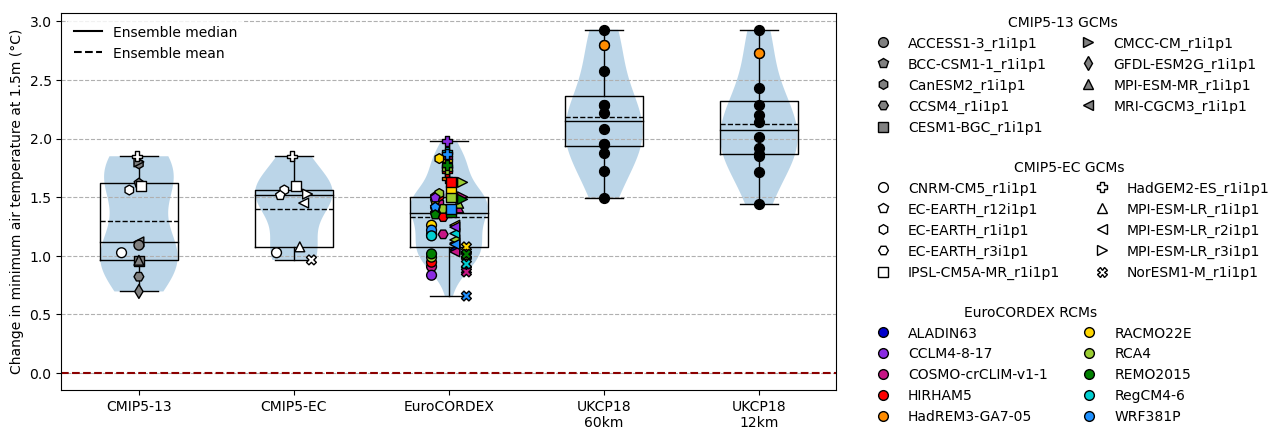 Change in minimum air temperature at 1.5m (°C)
3.0
2.5
2.0
1.5
1.0
0.5
0.0
Ensemble median
Ensemble mean
CMIP5-13
CMIP5-EC
EuroCORDEX
UKCP18
60km
UKCP18
12km
CMIP5-13 GCMs
ACCESS1-3_r1i1p1
BCC-CSM1-1_r1i1p1
CanESM2_r1i1p1
CCSM4_r1i1p1
CESM1-BGC_r1i1p1
CMCC-CM_r1i1p1
GFDL-ESM2G_r1i1p1
MPI-ESM-MR_r1i1p1
MRI-CGCM3_r1i1p1
CMIP5-EC GCMs
CNRM-CM5_r1i1p1
EC-EARTH_r12i1p1
EC-EARTH_r1i1p1
EC-EARTH_r3i1p1
IPSL-CM5A-MR_r1i1p1
HadGEM2-ES_r1i1p1
MPI-ESM-LR_r1i1p1
MPI-ESM-LR_r2i1p1
MPI-ESM-LR_r3i1p1
NorESM1-M_r1i1p1
EuroCORDEX RCMs
ALADIN63
CCLM4-8-17
COSMO-crCLIM-v1-1
HIRHAM5
HadREM3-GA7-05
RACMO22E
RCA4
REMO2015
RegCM4-6
WRF381P